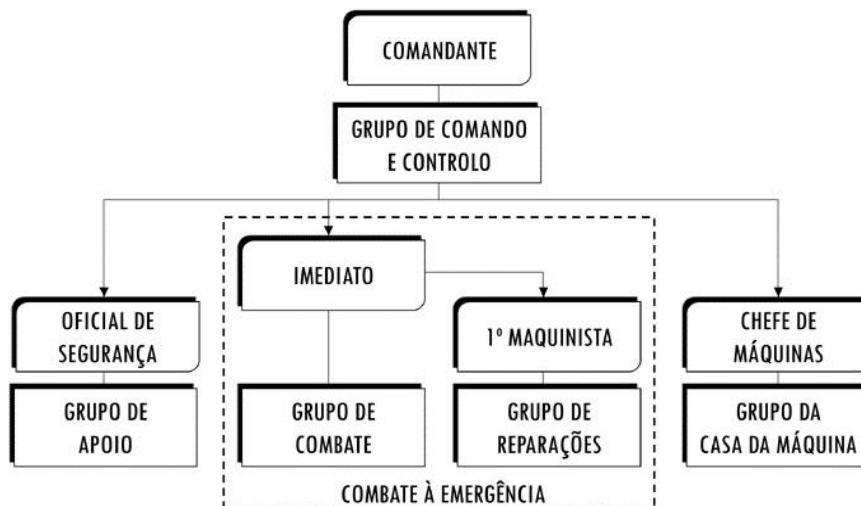 COMANDANTE
GRUPO DE COMANDO
E CONTROLO
IMEDIATO
OFICIAL DE
SEGURANÇA
1º MAQUINISTA
CHEFE DE
MÁQUINAS
GRUPO DE
APOIO
GRUPO DE
COMBATE
GRUPO DE
REPARAÇÕES
GRUPO DA
CASA DA MÁQUINA
COMBATE À EMERGÊNCIA